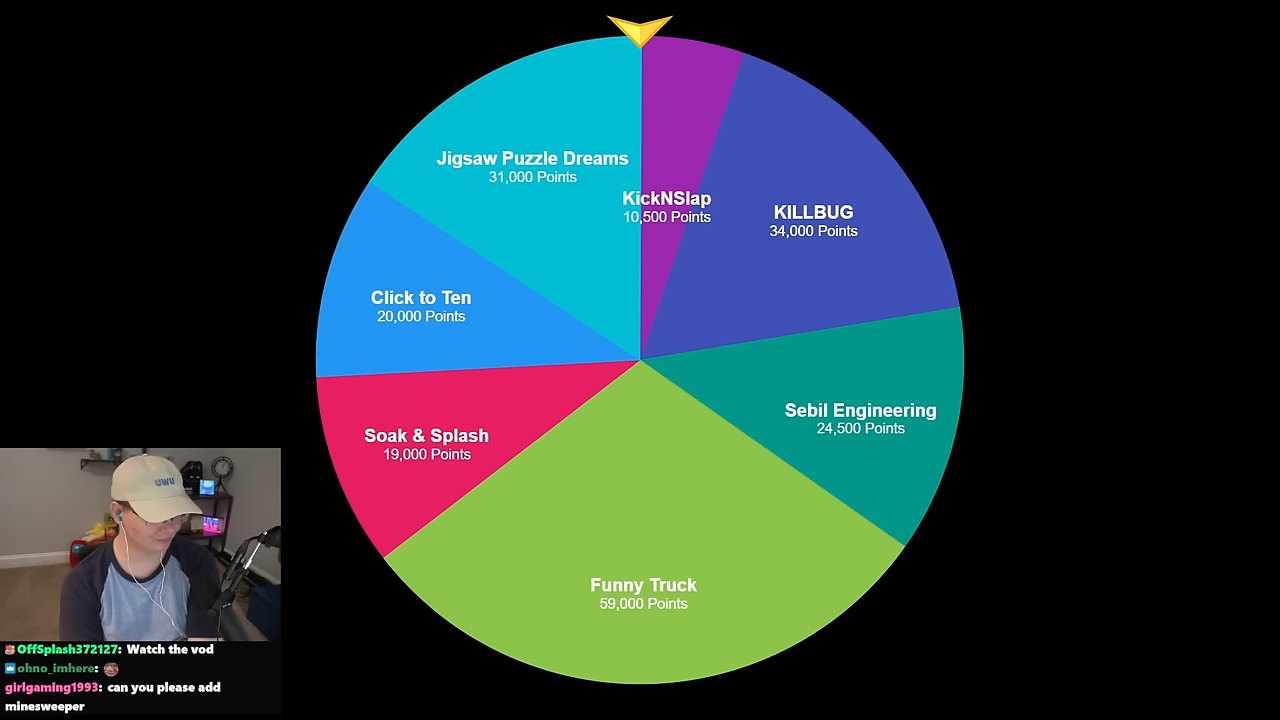 Jigsaw Puzzle Dreams
31,000 Points
KickNSlap
10,500 Points
KILLBUG
34,000 Points
Click to Ten
20,000 Points
Sebil Engineering
24,500 Points
Soak & Splash
19,000 Points
Funny Truck
59,000 Points
UWU
LIVE
OffSplash372127: Watch the vod
ohno_imhere:
girlgaming1993: can you please add
minesweeper